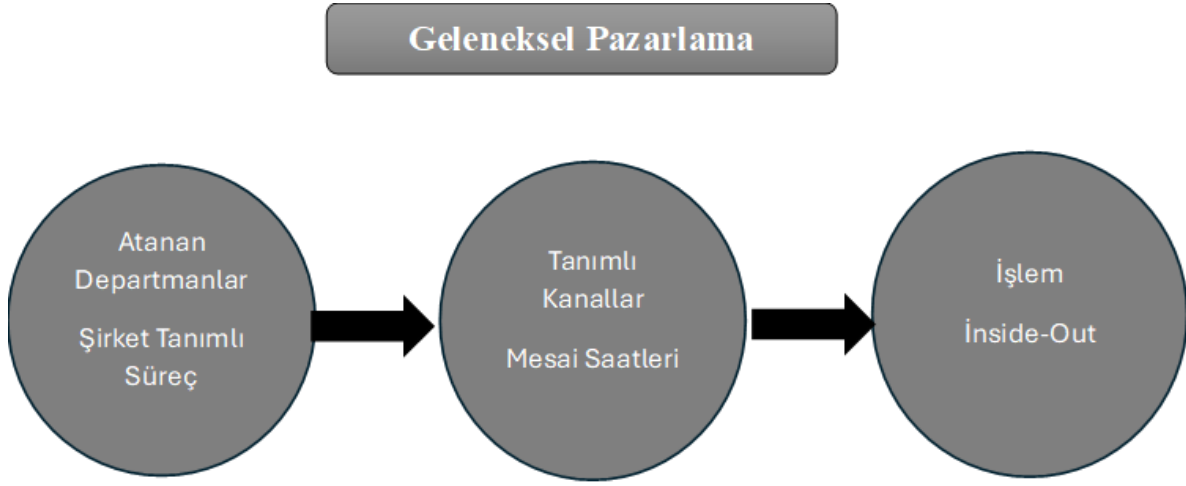 Geleneksel Pazarlama
Atanan
Departmanlar
Şirket Tanımlı
Süreç
Tanımlı
Kanallar
Mesai Saatleri
İşlem
İnside-Out